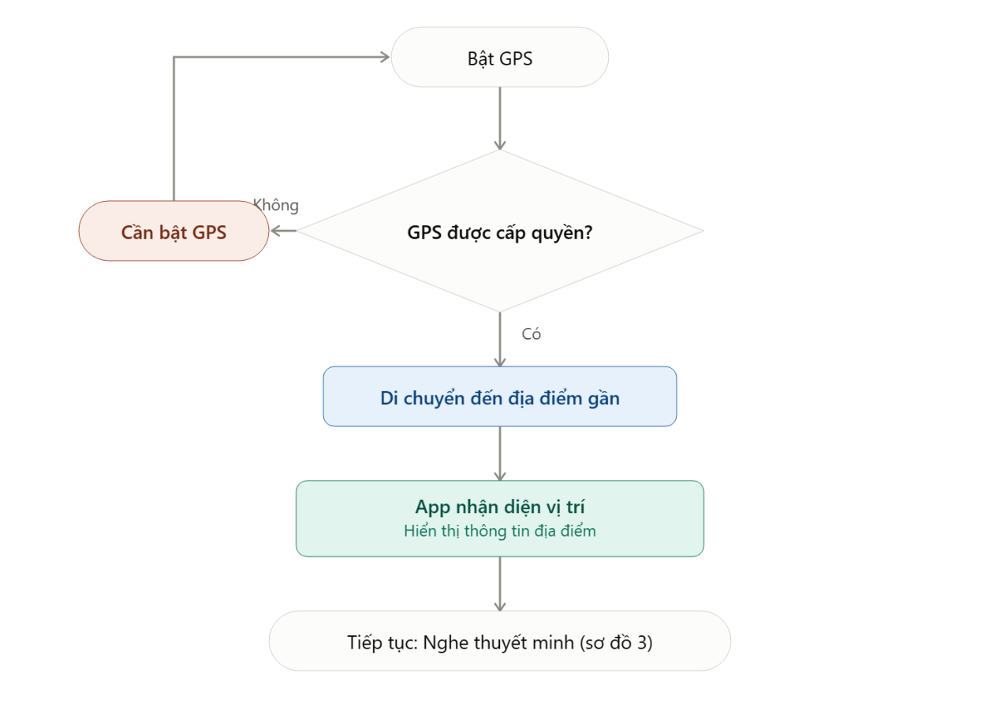 Bật GPS
Không
Cần bật GPS
GPS được cấp quyền?
Có
Di chuyển đến địa điểm gần
App nhận diện vị trí
Hiển thị thông tin địa điểm
Tiếp tục: Nghe thuyết minh (sơ đồ 3)